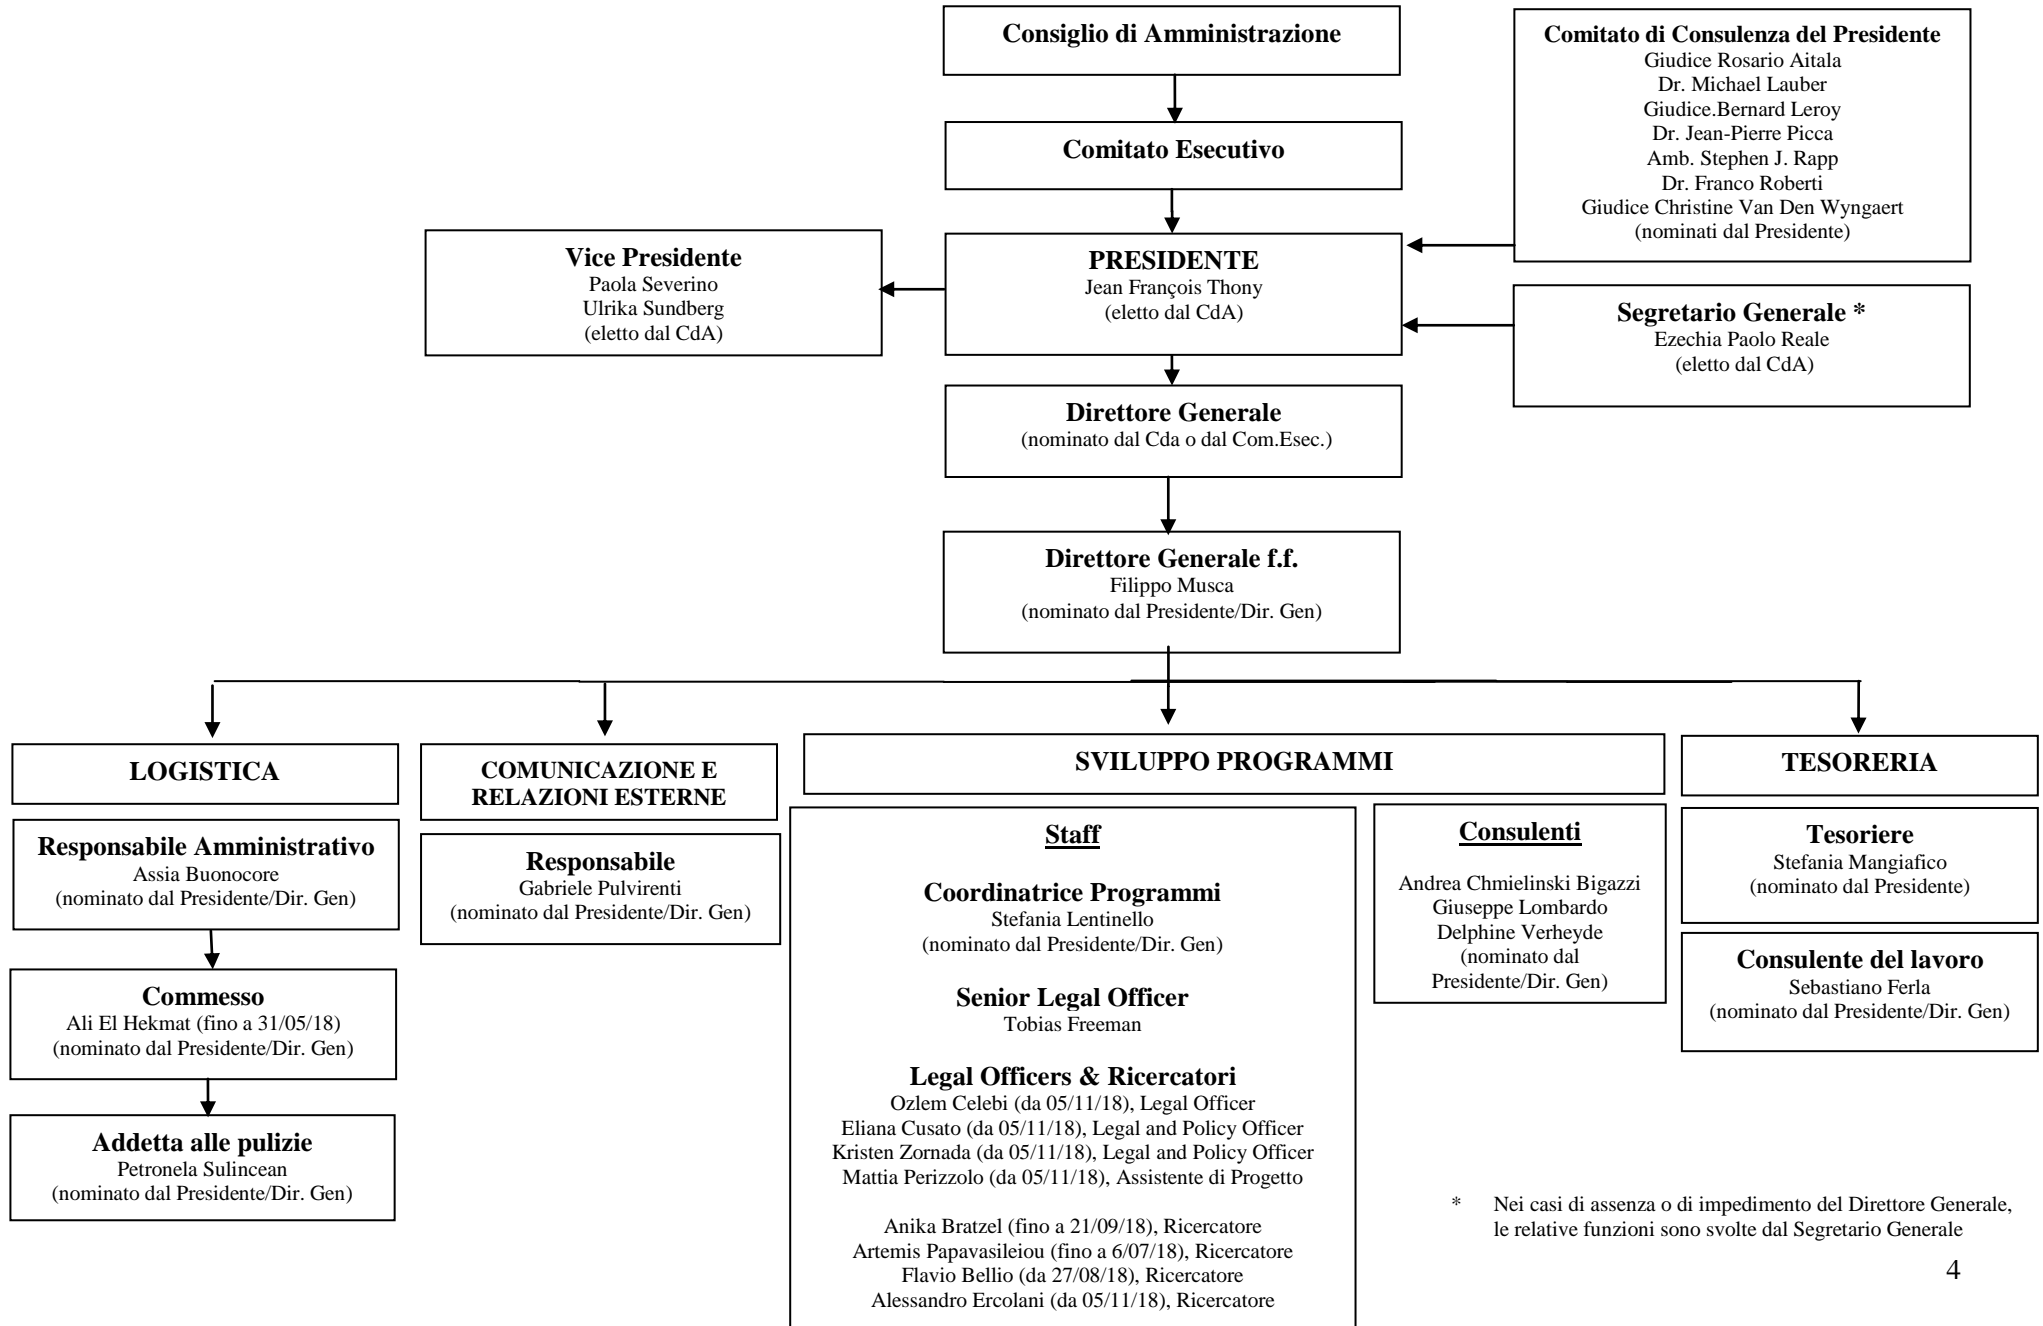 Consiglio di Amministrazione
Comitato di Consulenza del Presidente
Giudice Rosario Aitala
Dr. Michael Lauber
Giudice.Bernard Leroy
Dr. Jean-Pierre Picca
Amb. Stephen J. Rapp
Dr. Franco Roberti
Giudice Christine Van Den Wyngaert
(nominati dal Presidente)
Comitato Esecutivo
Vice Presidente
Paola Severino
Ulrika Sundberg
(eletto dal CdA)
PRESIDENTE
Jean François Thony
(eletto dal CdA)
Segretario Generale *
Ezechia Paolo Reale
(eletto dal CdA)
Direttore Generale
(nominato dal Cda o dal Com.Esec.)
Direttore Generale f.f.
Filippo Musca
(nominato dal Presidente/Dir. Gen)
LOGISTICA
Responsabile Amministrativo
Assia Buonocore
(nominato dal Presidente/Dir. Gen)
Commesso
Ali El Hekmat (fino a 31/05/18)
(nominato dal Presidente/Dir. Gen)
Addetta alle pulizie
Petronela Sulincean
(nominato dal Presidente/Dir. Gen)
COMUNICAZIONE E
RELAZIONI ESTERNE
Responsabile
Gabriele Pulvirenti
(nominato dal Presidente/Dir. Gen)
SVILUPPO PROGRAMMI
Staff
Coordinatrice Programmi
Stefania Lentinello
(nominato dal Presidente/Dir. Gen)
Senior Legal Officer
Tobias Freeman
Legal Officers & Ricercatori
Ozlem Celebi (da 05/11/18), Legal Officer
Eliana Cusato (da 05/11/18), Legal and Policy Officer
Kristen Zornada (da 05/11/18), Legal and Policy Officer
Mattia Perizzolo (da 05/11/18), Assistente di Progetto
Anika Bratzel (fino a 21/09/18), Ricercatore
Artemis Papavasileiou (fino a 6/07/18), Ricercatore
Flavio Bellio (da 27/08/18), Ricercatore
Alessandro Ercolani (da 05/11/18), Ricercatore
Consulenti
Andrea Chmielinski Bigazzi
Giuseppe Lombardo
Delphine Verheyde
(nominato dal
Presidente/Dir. Gen)
TESORERIA
Tesoriere
Stefania Mangiafico
(nominato dal Presidente)
Consulente del lavoro
Sebastiano Ferla
(nominato dal Presidente/Dir. Gen)
* Nei casi di assenza o di impedimento del Direttore Generale,
le relative funzioni sono svolte dal Segretario Generale
4